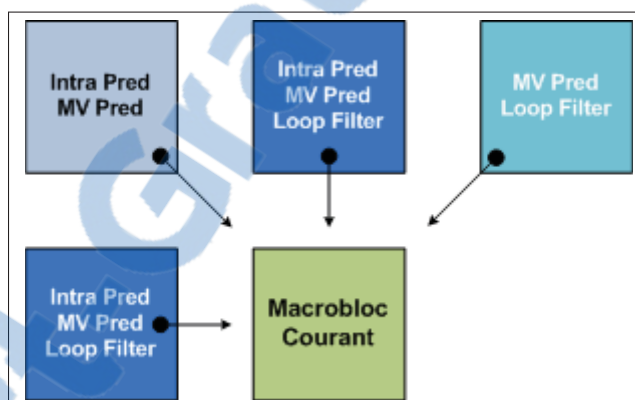 Intra Pred
MV Pred
Intra Pred
MV Pred
Loop Filter
MV Pred
Loop Filter
Intra Pred
MV Pred
Loop Filter
Macrobloc
Courant